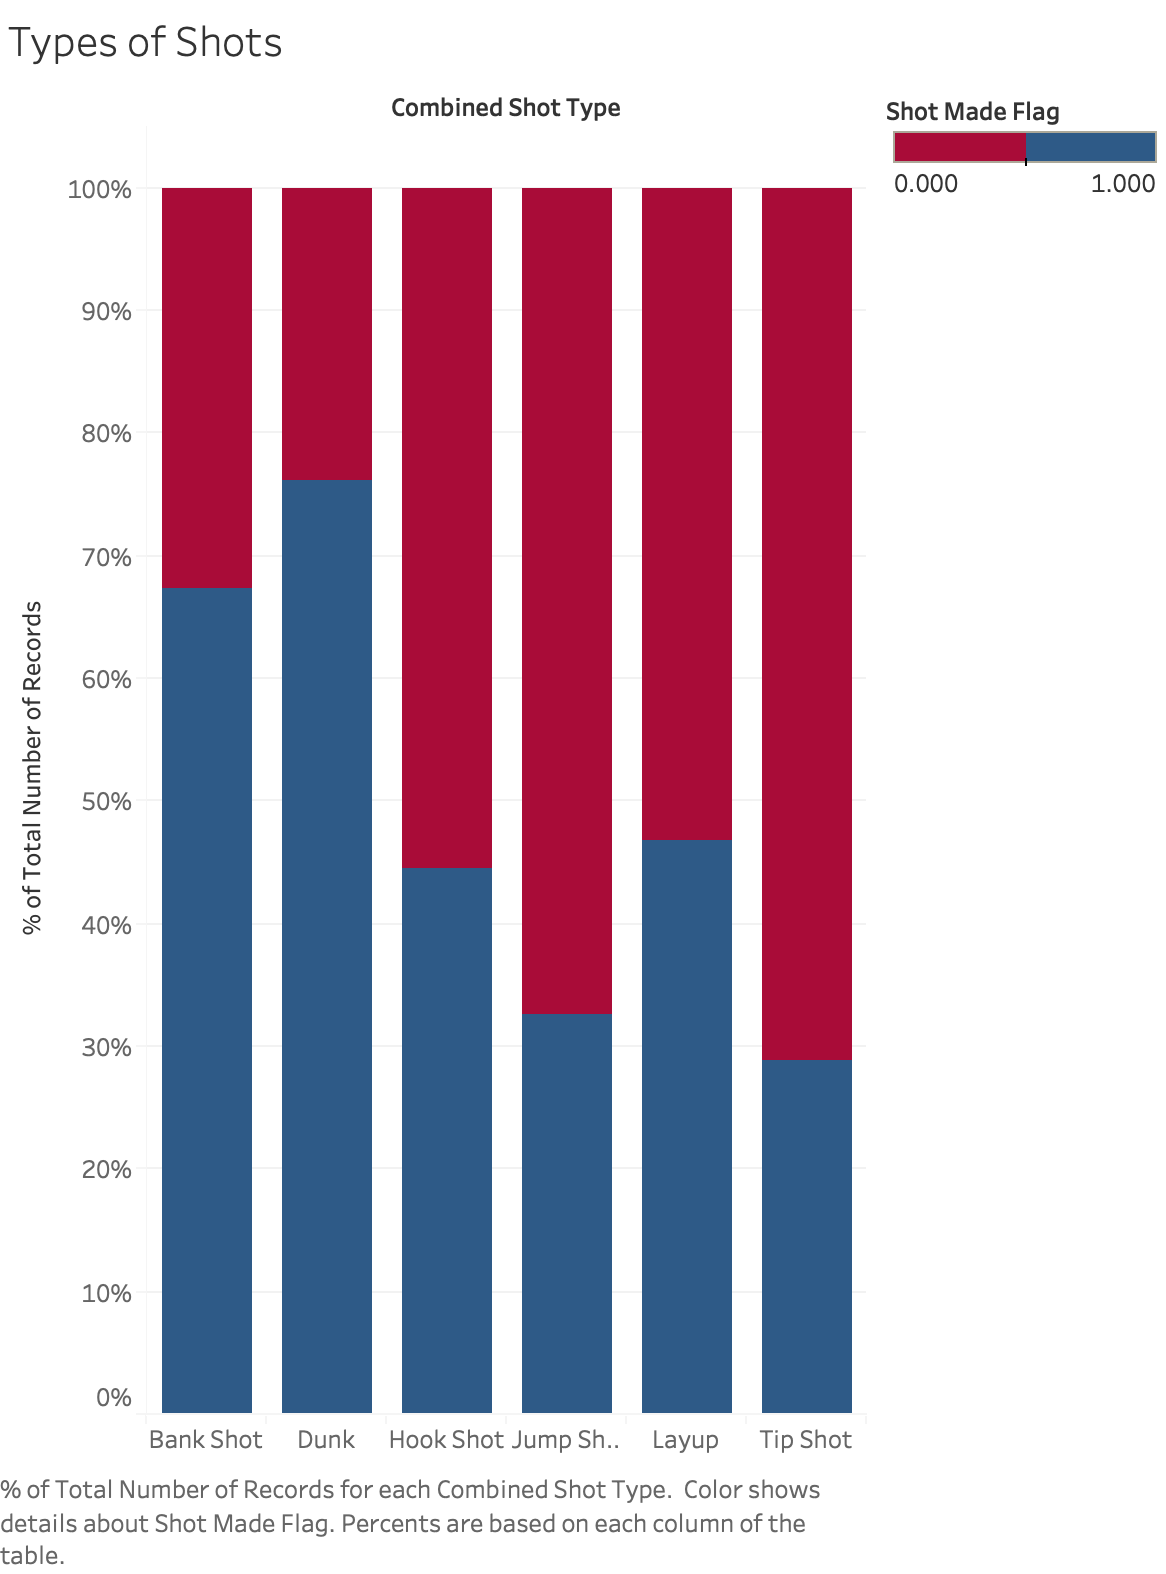 Types of Shots
Combined Shot Type
Shot Made Flag
0.000 1.000
100%
90%
80%
70%
60%
50%
40%
30%
20%
10%
0%
% of Total Number of Records
Bank Shot Dunk Hook Shot Jump Sh.. Layup Tip Shot
% of Total Number of Records for each Combined Shot Type.  Color shows
details about Shot Made Flag. Percents are based on each column of the
table.